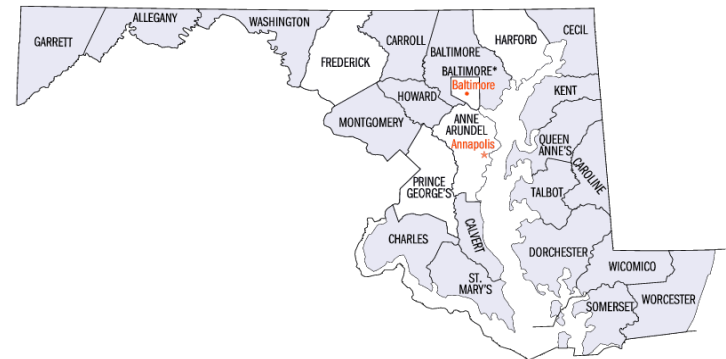 GARRETT
ALLEGANY
WASHINGTON
FREDERICK
CARROLL
BALTIMORE
HARFORD
CECIL
BALTIMORE*
Baltimore
HOWARD
KENT
MONTGOMERY
ANNE
ARUNDEL
Annapolis
*
QUEEN
ANNE'S
CAROLINE
PRINCE
GEORGE'S
TALBOT
CALVERT
CHARLES
DORCHESTER
WICOMICO
ST.
MARY'S
SOMERSET
WORCESTER